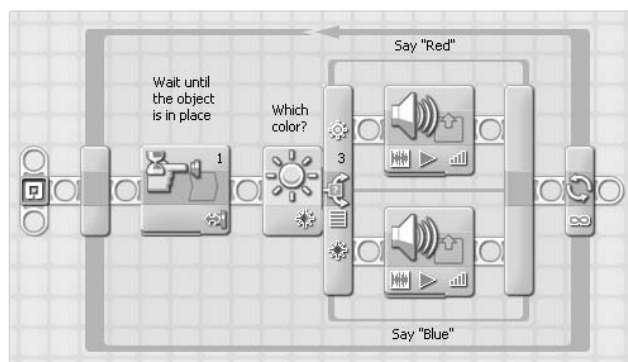 Say "Red"
Wait until
the object
is in place
Which
color?
1
3
Say "Blue"